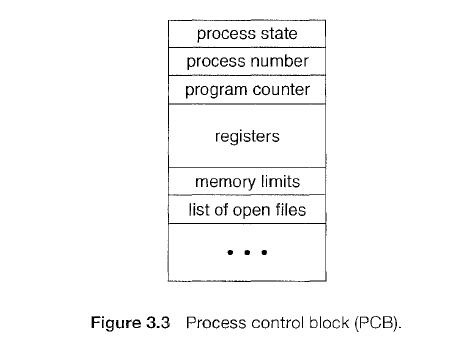 process state
process number
program counter
registers
memory limits
list of open files
• • •
Figure 3.3 Process control block (PCB).